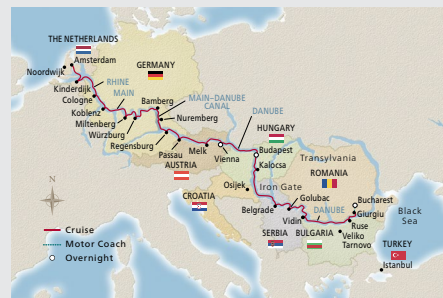 THE NETHERLANDS
Amsterdam
Noordwijk
Kinderdijk
Cologne
RHINE
MAIN
GERMANY
Koblenz
Miltenberg
Würzburg
Bamberg
Nuremberg
MAIN–DANUBE
CANAL
Regensburg
Passau
Melk
Vienna
AUSTRIA
DANUBE
HUNGARY
Budapest
Kalocsa
Transylvania
ROMANIA
Osijek
Iron Gate
CROATIA
Belgrade
Golubac
Vidin
DANUBE
Bucharest
Giurgiu
Ruse
Veliko
Tarnovo
SERBIA
BULGARIA
Black
Sea
TURKEY
Istanbul
N
Cruise
Motor Coach
Overnight